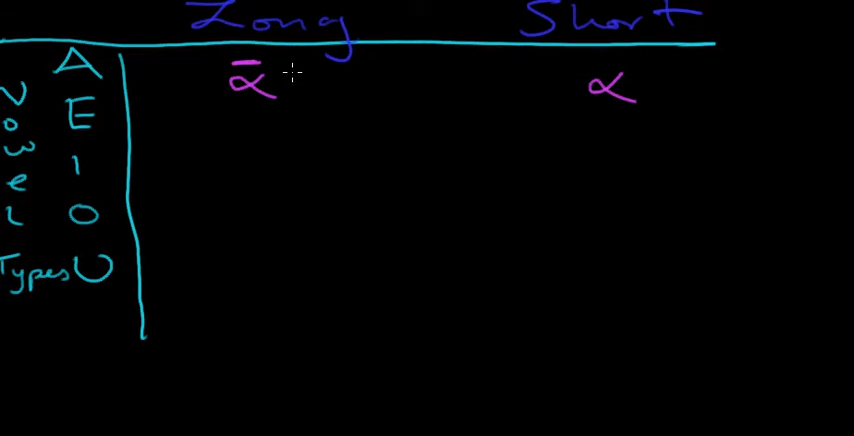 Long Short
A ᾱ α
E
I
O
Vowel
Types U